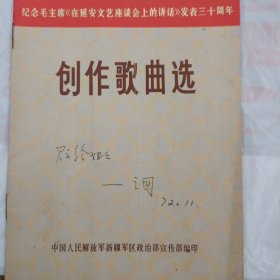 纪念毛主席《在延安文艺座谈会上的讲话》发表三十周年
创作歌曲选
72.11.
中国人民解放军新疆军区政治部宣传部编印